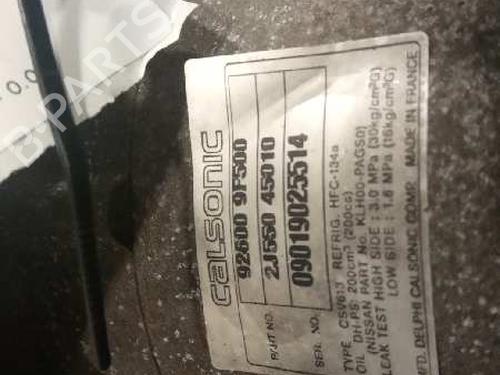 CALSONIC
92600 9F500
P/JHT NO. 2J550 45010
SER. NO. 09019025514
TYPE CSV613 REFRIG. HFC-134a
OIL DH-PS: 200cm³ (200cc)
(NISSAN PART No. KLH00-PAGS0)
LEAK TEST HIGH SIDE : 3.0 MPa {30kg/cm²G}
LOW SIDE : 1.6 MPa {16kg/cm²G}
MFD. DELPHI CALSONIC COMP. MADE IN FRANCE
B-PARTS